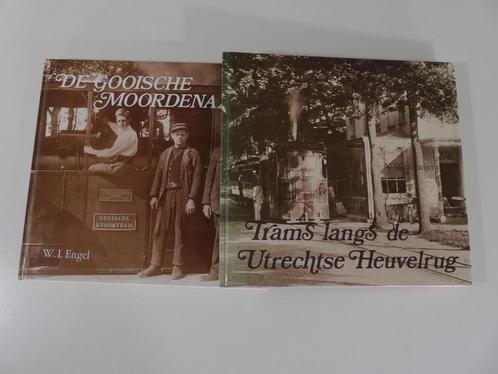 DE GOOISCHE
MOORDENA
GOOISCHE
STOOMTRAM
W.J. Engel
Trams langs de
Utrechtse Heuvelrug